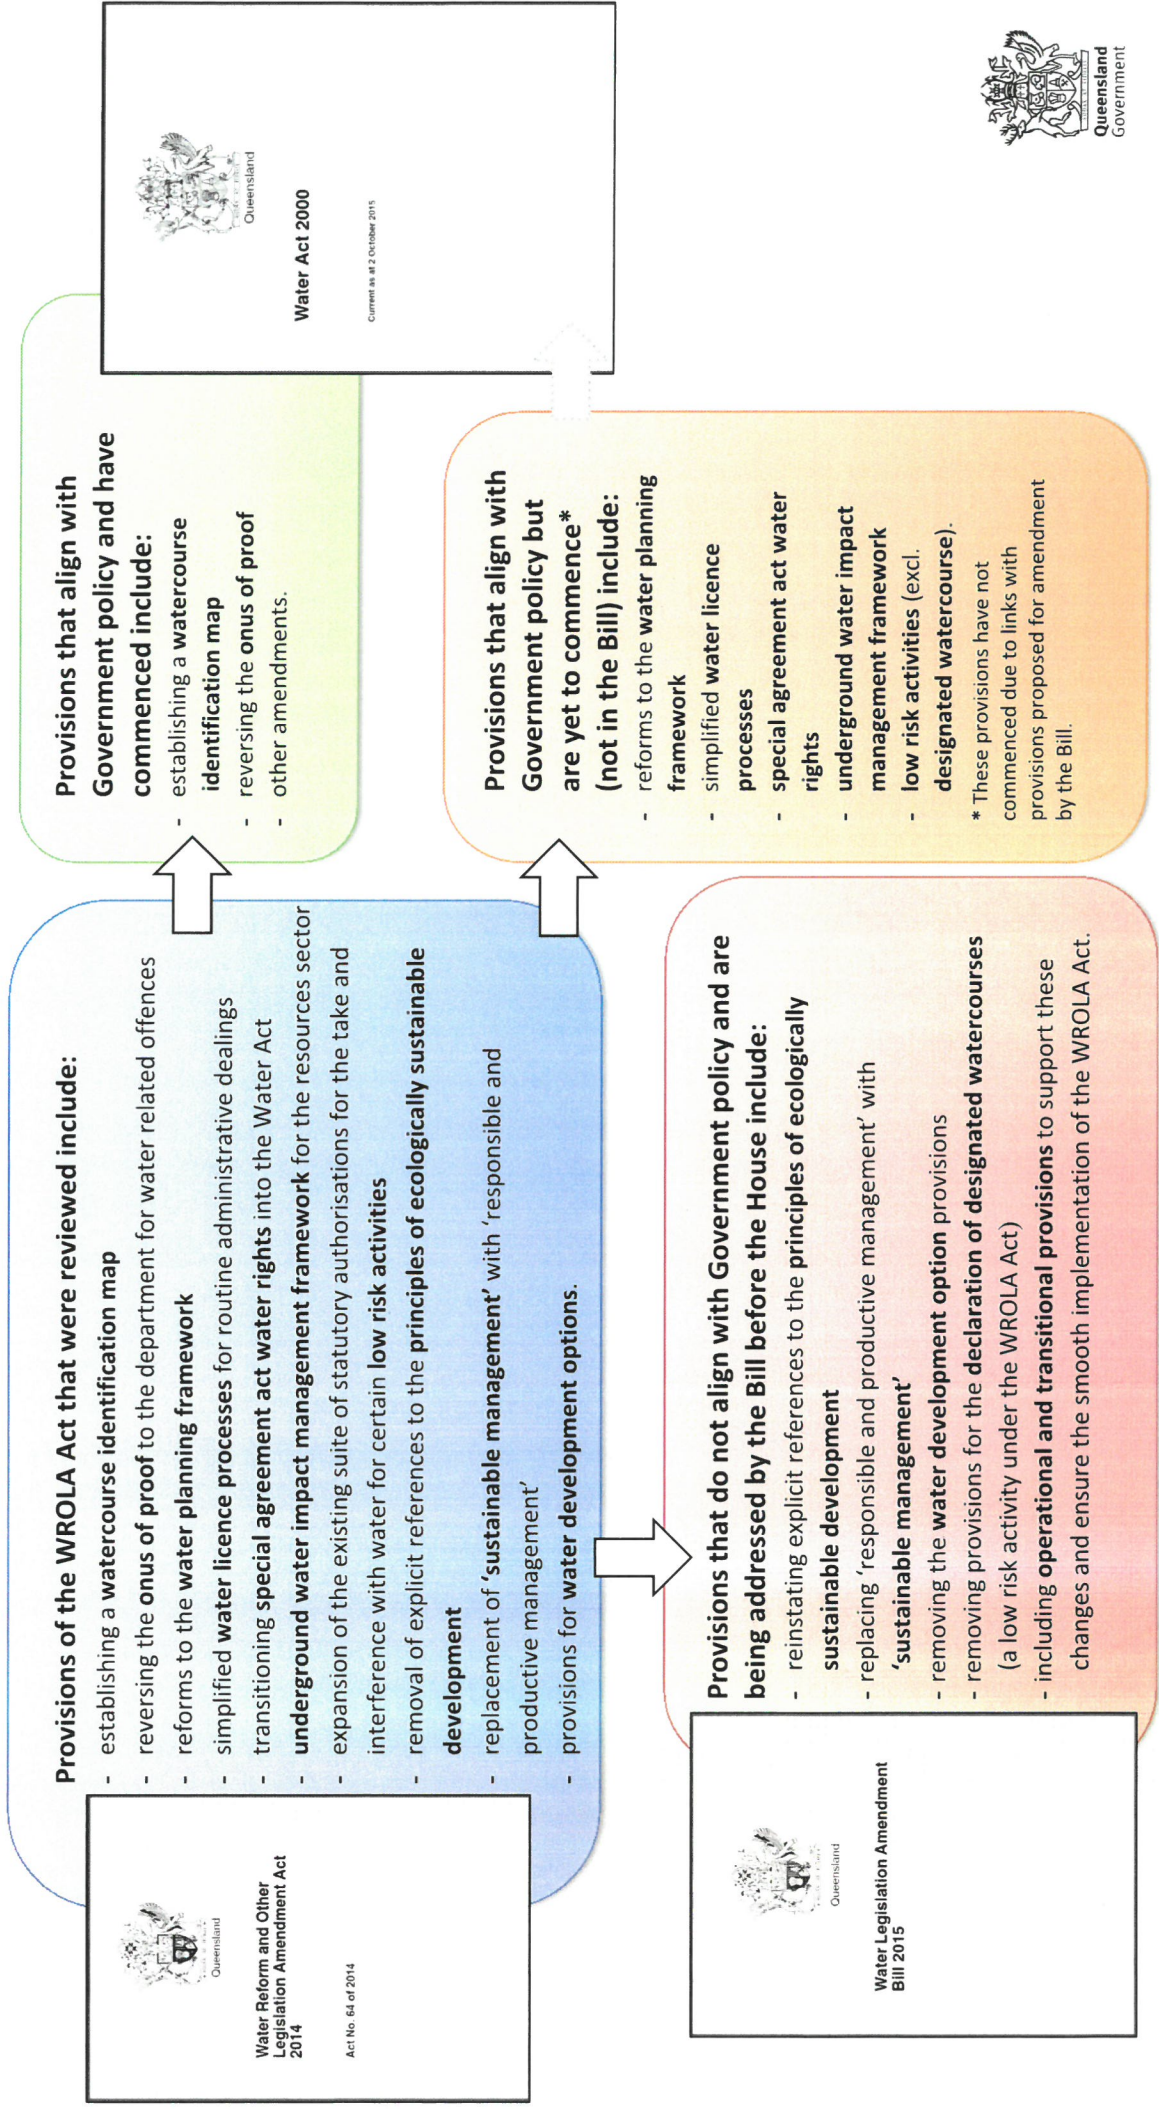 Queensland
Water Reform and Other
Legislation Amendment Act
2014
Act No. 64 of 2014
Provisions of the WROLA Act that were reviewed include:
- establishing a watercourse identification map
- reversing the onus of proof to the department for water related offences
- reforms to the water planning framework
- simplified water licence processes for routine administrative dealings
- transitioning special agreement act water rights into the Water Act
- underground water impact management framework for the resources sector
- expansion of the existing suite of statutory authorisations for the take and
interference with water for certain low risk activities
- removal of explicit references to the principles of ecologically sustainable
development
- replacement of ‘sustainable management’ with ‘responsible and
productive management’
- provisions for water development options.
Provisions that align with
Government policy and have
commenced include:
- establishing a watercourse
identification map
- reversing the onus of proof
- other amendments.
Queensland
Water Act 2000
Current as at 2 October 2015
Provisions that align with
Government policy but
are yet to commence*
(not in the Bill) include:
- reforms to the water planning
framework
- simplified water licence
processes
- special agreement act water
rights
- underground water impact
management framework
- low risk activities (excl.
designated watercourse).
* These provisions have not
commenced due to links with
provisions proposed for amendment
by the Bill.
Queensland
Water Legislation Amendment
Bill 2015
Provisions that do not align with Government policy and are
being addressed by the Bill before the House include:
- reinstating explicit references to the principles of ecologically
sustainable development
- replacing ‘responsible and productive management’ with
‘sustainable management’
- removing the water development option provisions
- removing provisions for the declaration of designated watercourses
(a low risk activity under the WROLA Act)
- including operational and transitional provisions to support these
changes and ensure the smooth implementation of the WROLA Act.
Queensland
Government